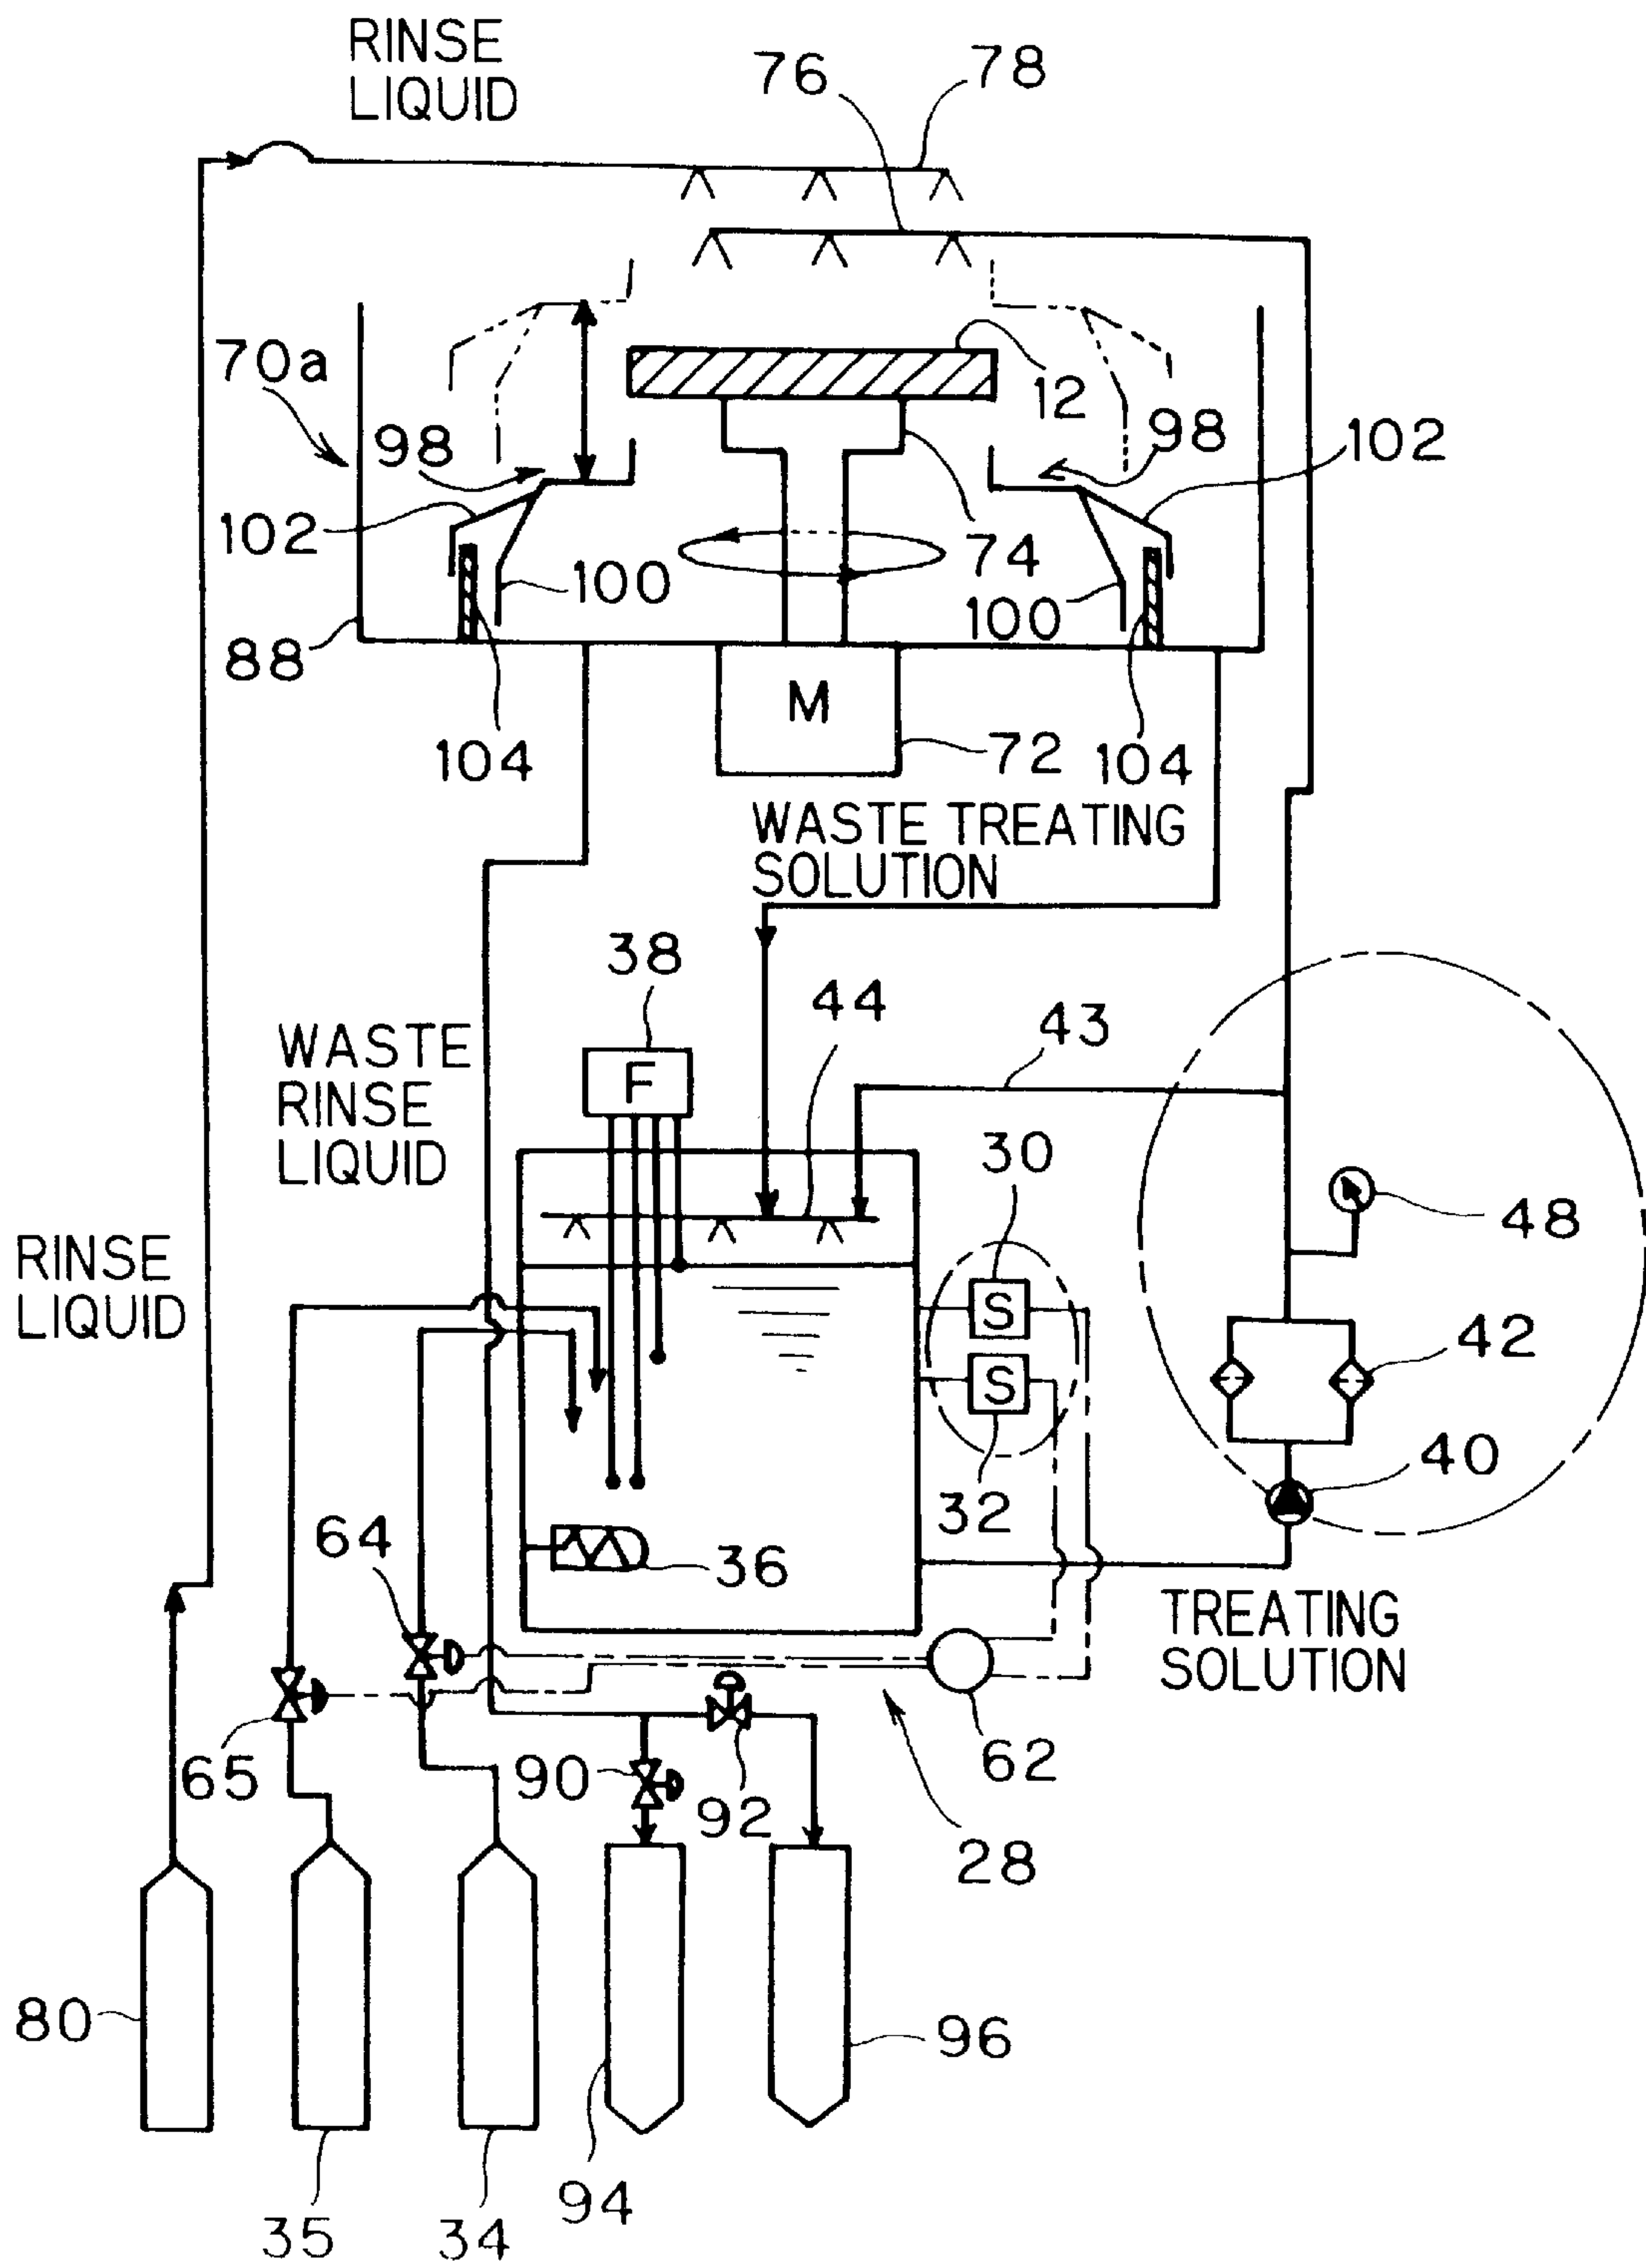 RINSE
LIQUID
76
78
70a
12
98
98
102
102
74
100
100
88
M
104
72
104
WASTE TREATING
SOLUTION
38
44
43
WASTE
RINSE
LIQUID
F
30
48
RINSE
LIQUID
S
42
S
40
32
64
36
TREATING
SOLUTION
65
90
92
62
28
80
96
94
35
34